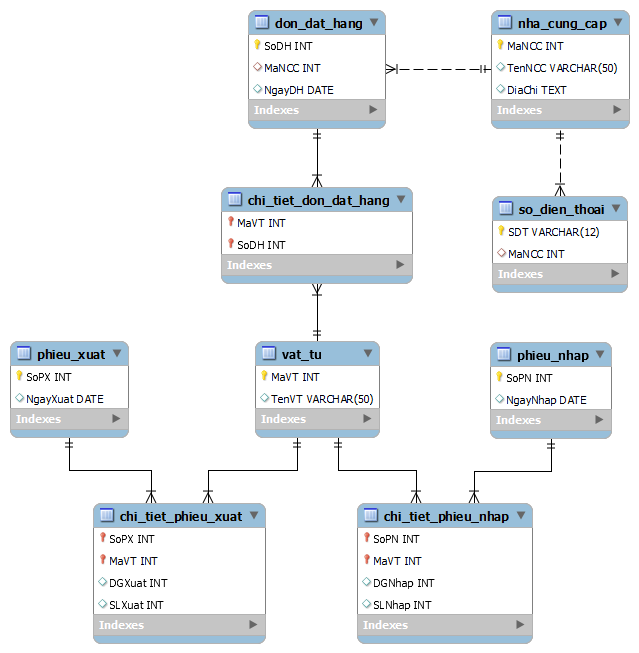 don_dat_hang
SoDH INT
MaNCC INT
NgayDH DATE
Indexes
nha_cung_cap
MaNCC INT
TenNCC VARCHAR(50)
DiaChi TEXT
Indexes
chi_tiet_don_dat_hang
MaVT INT
SoDH INT
Indexes
so_dien_thoai
SDT VARCHAR(12)
MaNCC INT
Indexes
phieu_xuat
SoPX INT
NgayXuat DATE
Indexes
vat_tu
MaVT INT
TenVT VARCHAR(50)
Indexes
phieu_nhap
SoPN INT
NgayNhap DATE
Indexes
chi_tiet_phieu_xuat
SoPX INT
MaVT INT
DGXuat INT
SLXuat INT
Indexes
chi_tiet_phieu_nhap
SoPN INT
MaVT INT
DGNhap INT
SLNhap INT
Indexes